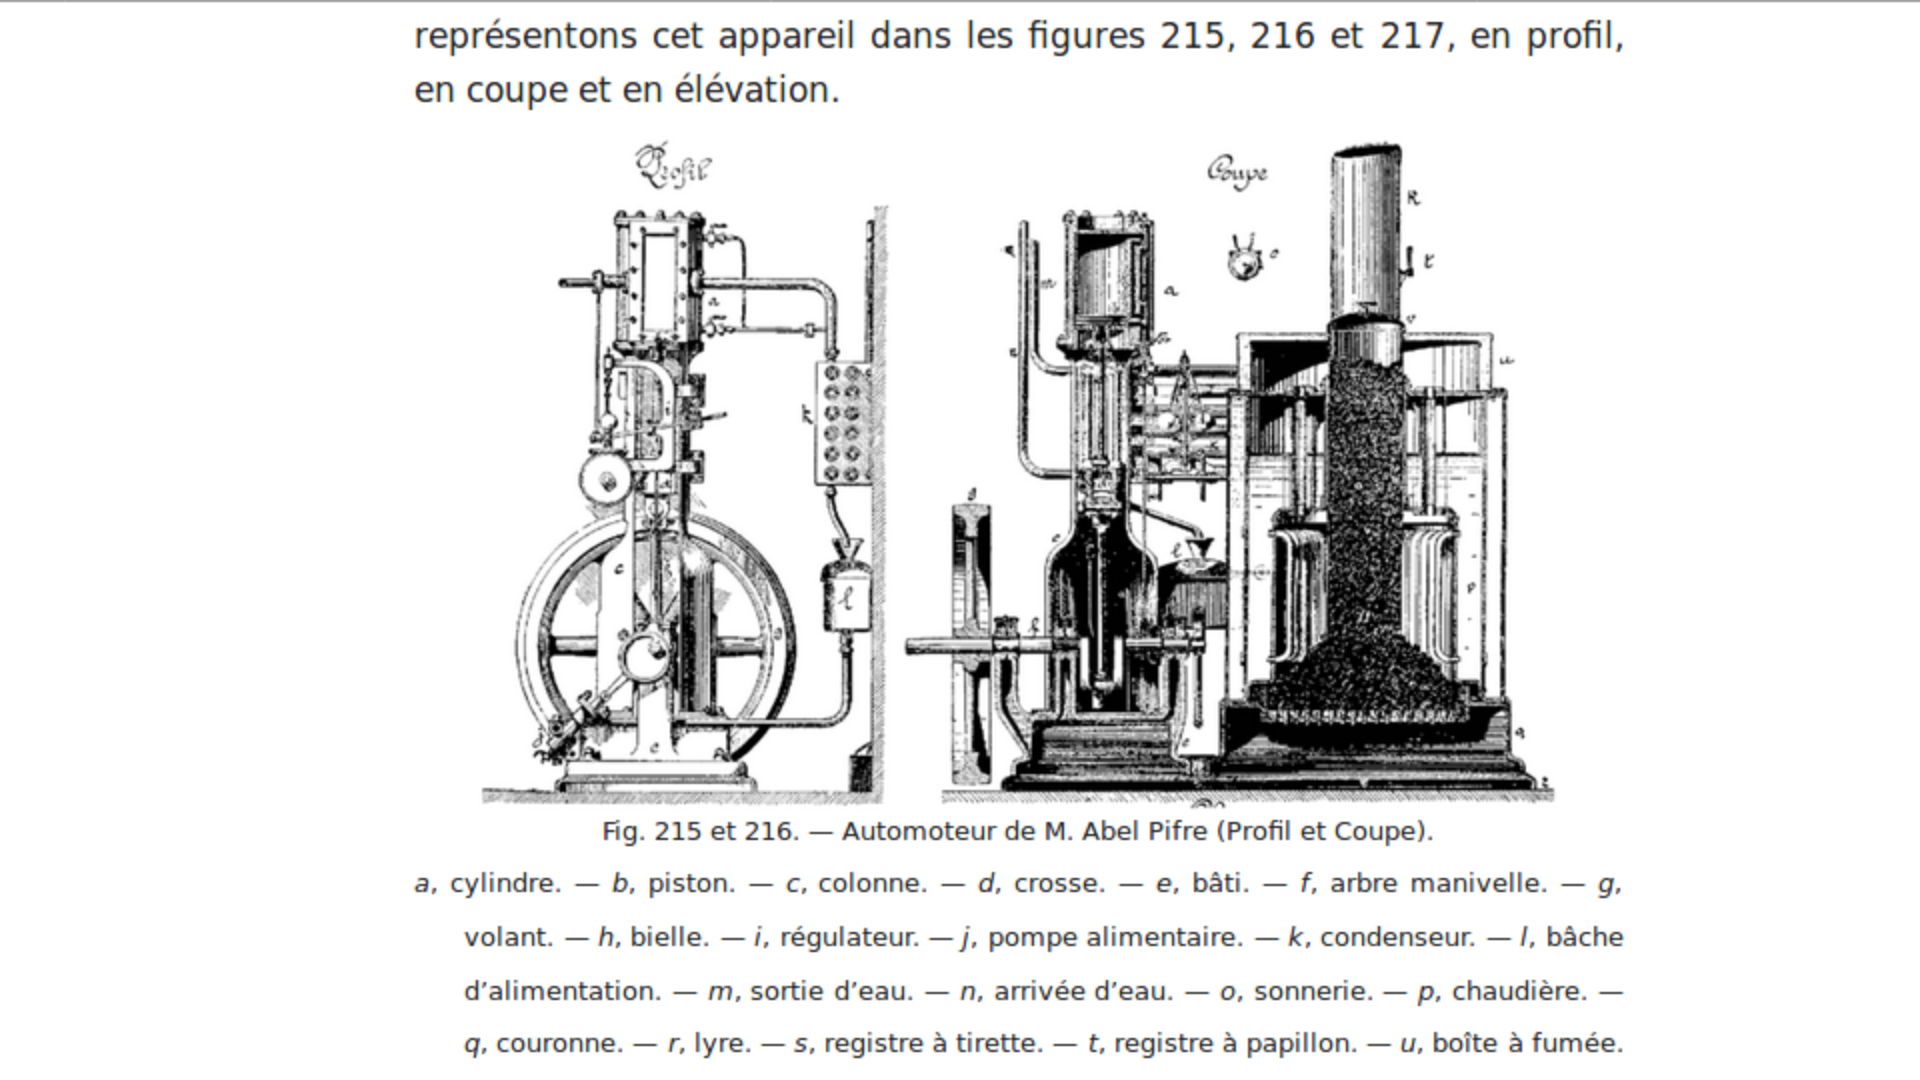 représentons cet appareil dans les figures 215, 216 et 217, en profil,
en coupe et en élévation.
Profil
Coupe
Fig. 215 et 216. — Automoteur de M. Abel Pifre (Profil et Coupe).
a, cylindre. — b, piston. — c, colonne. — d, crosse. — e, bâti. — f, arbre manivelle. — g,
volant. — h, bielle. — i, régulateur. — j, pompe alimentaire. — k, condenseur. — l, bâche
d’alimentation. — m, sortie d’eau. — n, arrivée d’eau. — o, sonnerie. — p, chaudière. —
q, couronne. — r, lyre. — s, registre à tirette. — t, registre à papillon. — u, boîte à fumée.